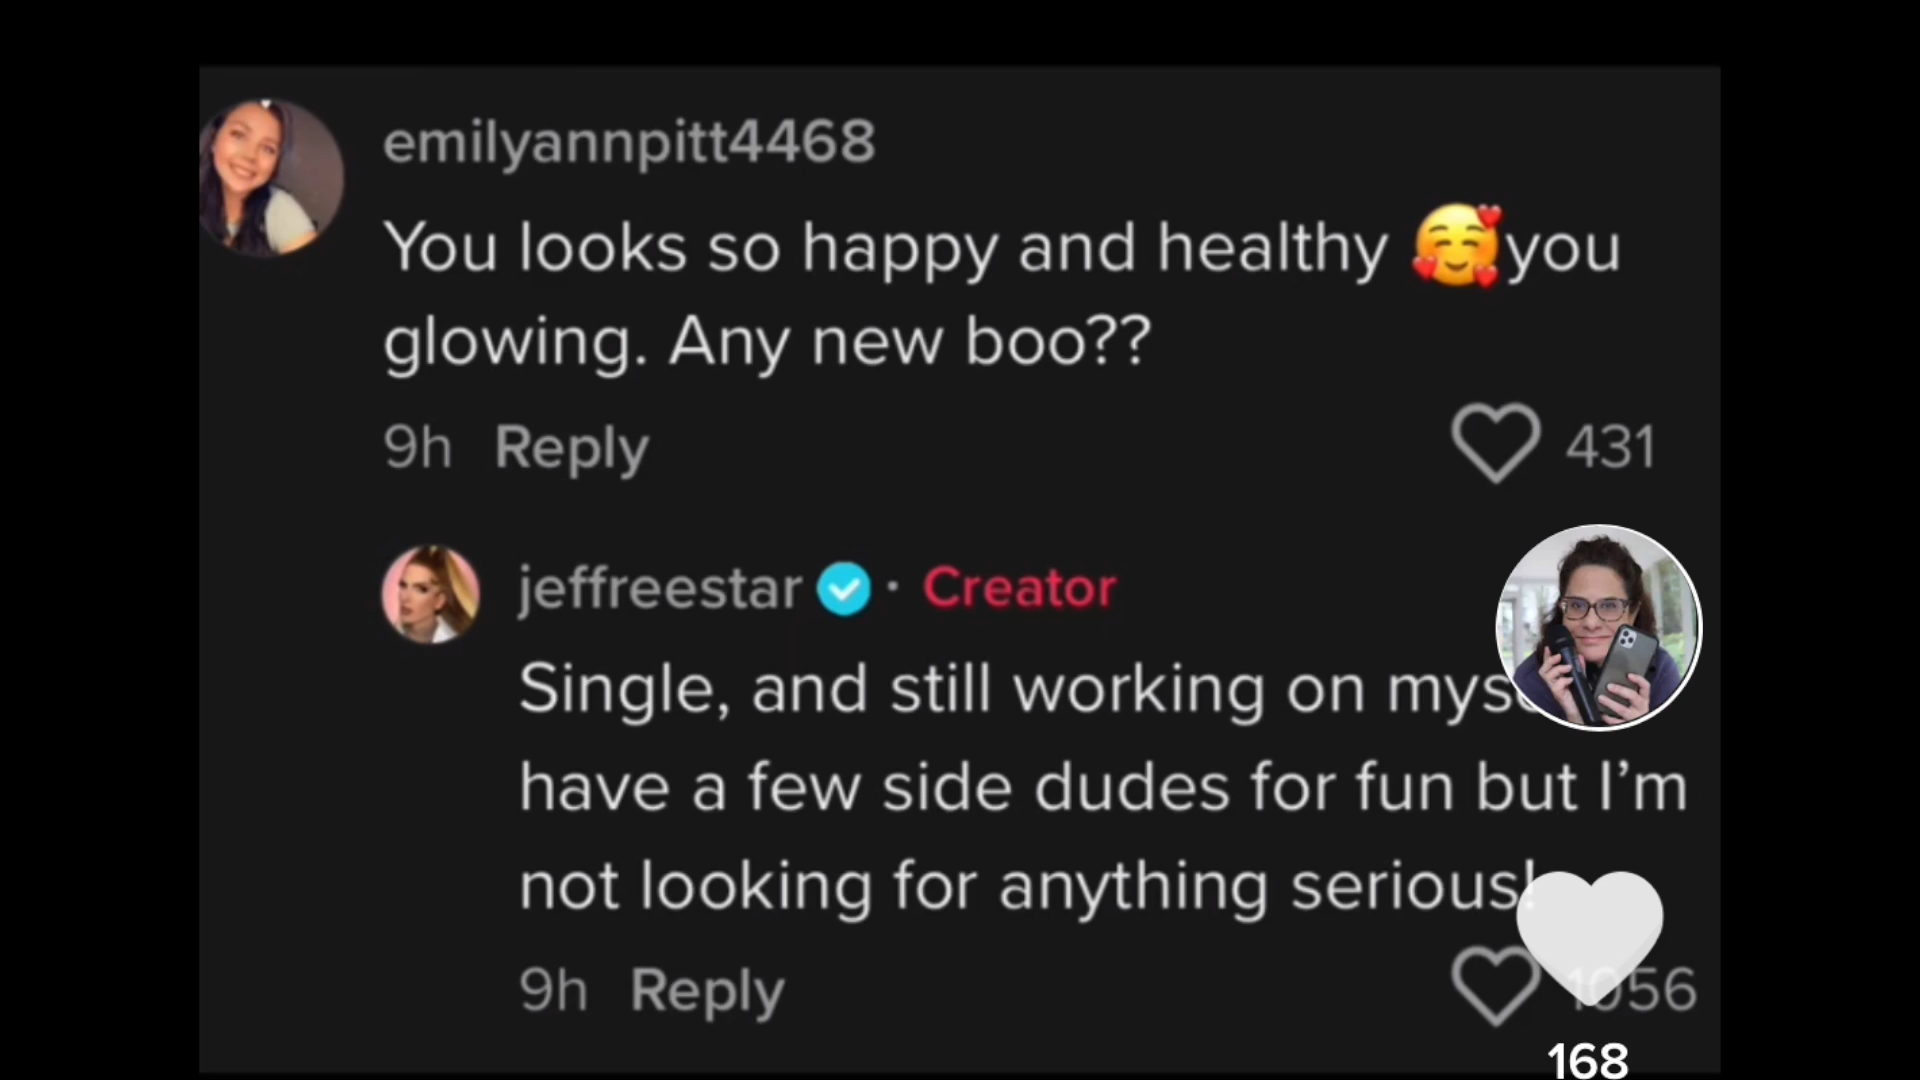 emilyannpitt4468
You looks so happy and healthy 🥰you
glowing. Any new boo??
9h Reply
431
jeffreestar · Creator
Single, and still working on
have a few side dudes for fun but I’m
not looking for anything serious!
9h Reply
1056
168